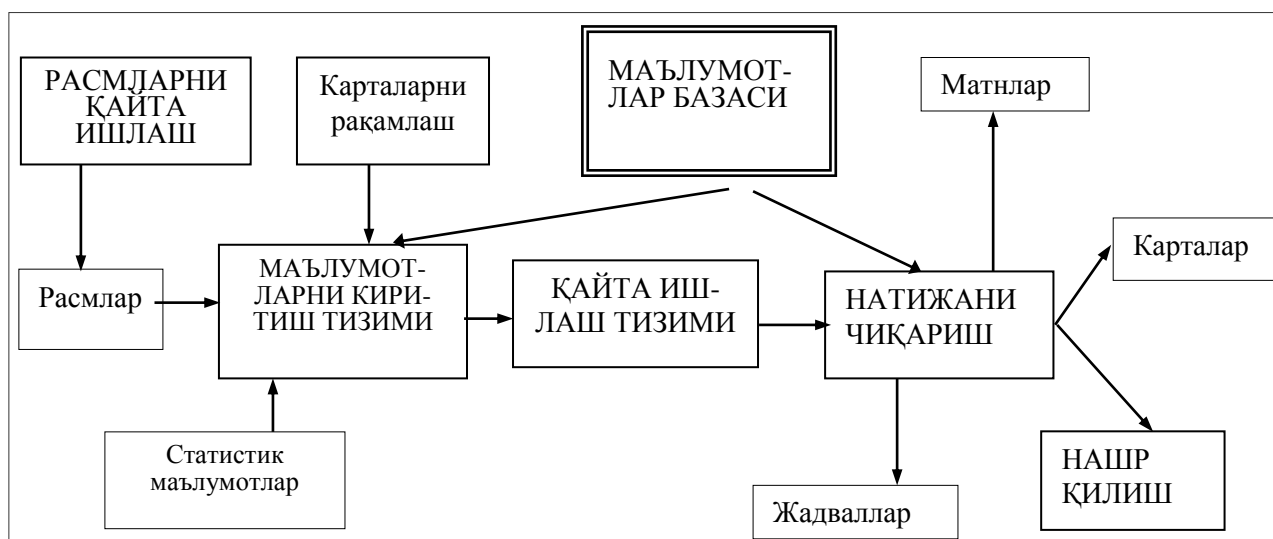 РАСМЛАРНИ
ҚАЙТА
ИШЛАШ
Карталарни
рақамлаш
МАЪЛУМОТ-
ЛАР БАЗАСИ
Матнлар
Расмлар
МАЪЛУМОТ-
ЛАРНИ КИРИ-
ТИШ ТИЗИМИ
ҚАЙТА ИШ-
ЛАШ ТИЗИМИ
НАТИЖАНИ
ЧИҚАРИШ
Карталар
Статистик
маълумотлар
Жадваллар
НАШР
ҚИЛИШ